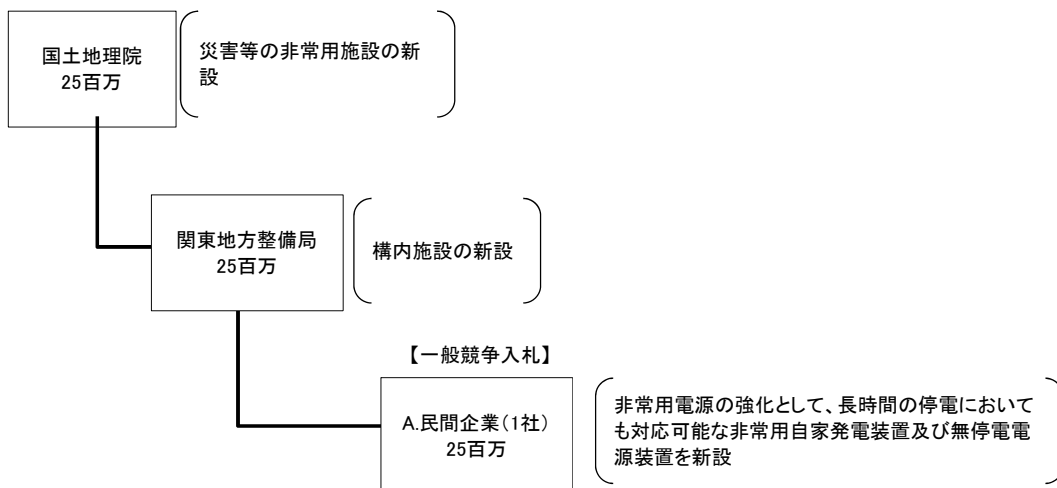 国土地理院
25百万
災害等の非常用施設の新
設
関東地方整備局
25百万
構内施設の新設
【一般競争入札】
A.民間企業(1社)
25百万
非常用電源の強化として、長時間の停電において
も対応可能な非常用自家発電装置及び無停電電
源装置を新設